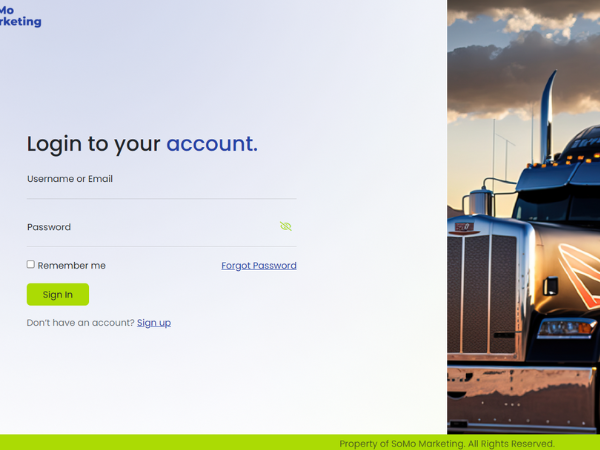 Mo
rketing
Login to your account.
Username or Email
Password
Remember me
Forgot Password
Sign In
Don't have an account? Sign up
Property of SoMo Marketing. All Rights Reserved.